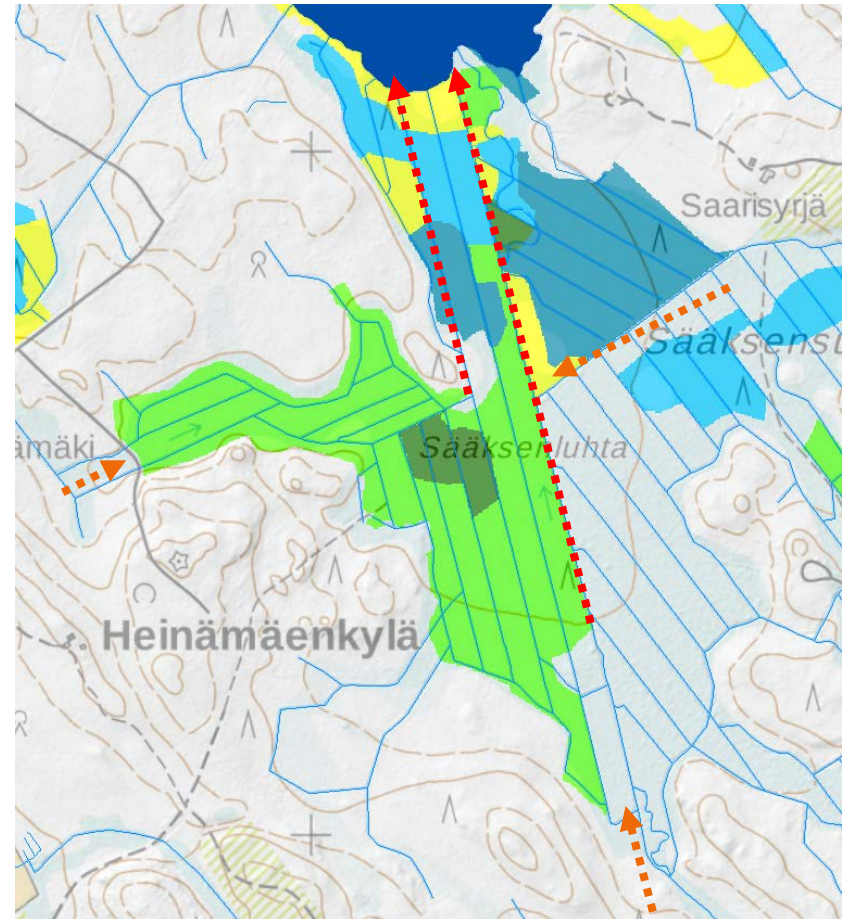 Saarisyrjä
Sääksensu
ämäki
Sääksenluhta
Heinämäenkylä